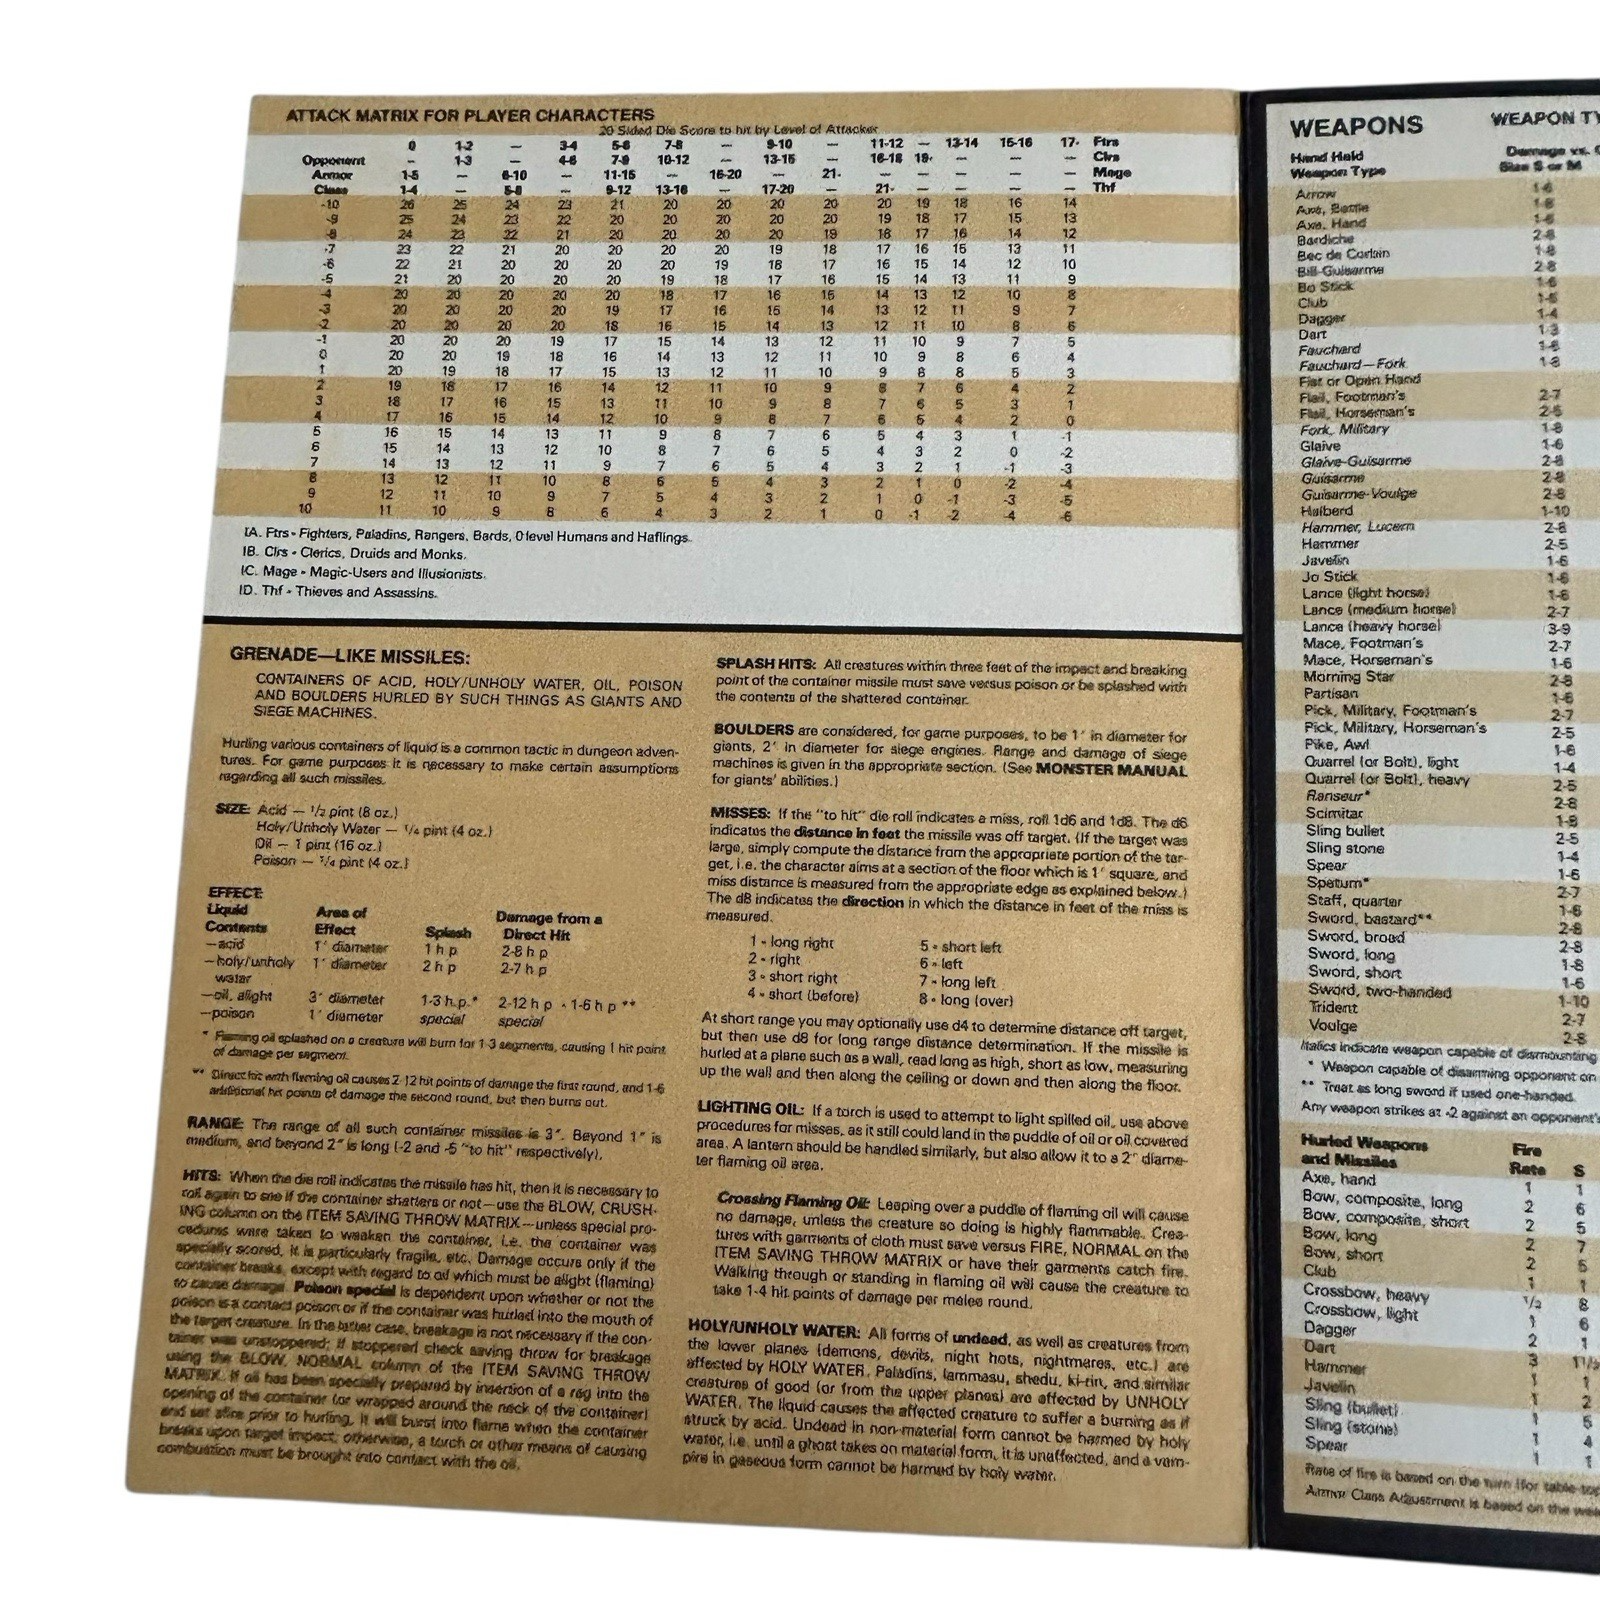 ATTACK MATRIX FOR PLAYER CHARACTERS
20 Sided Die Score to hit by Level of Attacker
0 1-2 — 3-4 5-6 7-8 — 9-10 — 11-12 — 13-14 15-16 17- Ftrs
Opponent — 1-3 — 4-6 7-9 10-12 — 13-15 — 16-18 19- — — — Clrs
Armor 1-5 — 6-10 — 11-15 — 16-20 — 21- — — — — — Mage
Class 1-4 — 5-8 — 9-12 13-16 — 17-20 — 21- — — — — Thf
-10 26 25 24 23 21 20 20 20 20 20 19 18 16 14
-9 25 24 23 22 20 20 20 20 20 19 18 17 15 13
-8 24 23 22 21 20 20 20 20 19 18 17 16 14 12
-7 23 22 21 20 20 20 20 19 18 17 16 15 13 11
-6 22 21 20 20 20 20 19 18 17 16 15 14 12 10
-5 21 20 20 20 20 19 18 17 16 15 14 13 11 9
-4 20 20 20 20 20 18 17 16 15 14 13 12 10 8
-3 20 20 20 20 19 17 16 15 14 13 12 11 9 7
-2 20 20 20 20 18 16 15 14 13 12 11 10 8 6
-1 20 20 20 19 17 15 14 13 12 11 10 9 7 5
0 20 20 19 18 16 14 13 12 11 10 9 8 6 4
1 20 19 18 17 15 13 12 11 10 9 8 8 5 3
2 19 18 17 16 14 12 11 10 9 8 7 6 4 2
3 18 17 16 15 13 11 10 9 8 7 6 5 3 1
4 17 16 15 14 12 10 9 8 7 6 5 4 2 0
5 16 15 14 13 11 9 8 7 6 5 4 3 1 -1
6 15 14 13 12 10 8 7 6 5 4 3 2 0 -2
7 14 13 12 11 9 7 6 5 4 3 2 1 -1 -3
8 13 12 11 10 8 6 5 4 3 2 1 0 -2 -4
9 12 11 10 9 7 5 4 3 2 1 0 -1 -3 -5
10 11 10 9 8 6 4 3 2 1 0 -1 -2 -4 -6
IA. Ftrs - Fighters, Paladins, Rangers, Bards, 0 level Humans and Haflings.
IB. Clrs - Clerics, Druids and Monks.
IC. Mage - Magic-Users and Illusionists.
ID. Thf - Thieves and Assassins.
GRENADE—LIKE MISSILES:
CONTAINERS OF ACID, HOLY/UNHOLY WATER, OIL, POISON
AND BOULDERS HURLED BY SUCH THINGS AS GIANTS AND
SIEGE MACHINES.
Hurling various containers of liquid is a common tactic in dungeon adven-
tures. For game purposes it is necessary to make certain assumptions
regarding all such missiles.
SIZE: Acid — 1/2 pint (8 oz.)
Holy/Unholy Water — 1/4 pint (4 oz.)
Oil — 1 pint (16 oz.)
Poison — 1/4 pint (4 oz.)
EFFECT:
Liquid Area of Damage from a
Contents Effect Splash Direct Hit
—acid 1' diameter 1 h p 2-8 h p
—holy/unholy 1' diameter 2 h p 2-7 h p
water
—oil, alight 3' diameter 1-3 h.p.* 2-12 h p + 1-6 h p **
—poison 1' diameter special special
* Flaming oil splashed on a creature will burn for 1-3 segments, causing 1 hit point
of damage per segment.
** Direct hit with flaming oil causes 2-12 hit points of damage the first round, and 1-6
additional hit points of damage the second round, but then burns out.
RANGE: The range of all such container missiles is 3". Beyond 1" is
medium, and beyond 2" is long (-2 and -5 "to hit" respectively).
HITS: When the die roll indicates the missile has hit, then it is necessary to
roll again to see if the container shatters or not—use the BLOW, CRUSH-
ING column on the ITEM SAVING THROW MATRIX—unless special pro-
cedures were taken to weaken the container, i.e. the container was
specially scored, it is particularly fragile, etc. Damage occurs only if the
container breaks, except with regard to oil which must be alight (flaming)
to cause damage. Poison special is dependent upon whether or not the
poison is a contact poison or if the container was hurled into the mouth of
the target creature. In the latter case, breakage is not necessary if the con-
tainer was unstoppered; if stoppered check saving throw for breakage
using the BLOW, NORMAL column of the ITEM SAVING THROW
MATRIX. If oil has been specially prepared by insertion of a rag into the
opening of the container (or wrapped around the neck of the container)
and set afire prior to hurling, it will burst into flame when the container
breaks upon target impact; otherwise, a torch or other means of causing
combustion must be brought into contact with the oil.
SPLASH HITS: All creatures within three feet of the impact and breaking
point of the container missile must save versus poison or be splashed with
the contents of the shattered container.
BOULDERS are considered, for game purposes, to be 1' in diameter for
giants, 2' in diameter for siege engines. Range and damage of siege
machines is given in the appropriate section. (See MONSTER MANUAL
for giants' abilities.)
MISSES: If the "to hit" die roll indicates a miss, roll 1d6 and 1d8. The d6
indicates the distance in feet the missile was off target. (If the target was
large, simply compute the distance from the appropriate portion of the tar-
get, i.e. the character aims at a section of the floor which is 1' square, and
miss distance is measured from the appropriate edge as explained below.)
The d8 indicates the direction in which the distance in feet of the miss is
measured.
1 - long right 5 - short left
2 - right 6 - left
3 - short right 7 - long left
4 - short (before) 8 - long (over)
At short range you may optionally use d4 to determine distance off target,
but then use d8 for long range distance determination. If the missile is
hurled at a plane such as a wall, read long as high, short as low, measuring
up the wall and then along the ceiling or down and then along the floor.
LIGHTING OIL: If a torch is used to attempt to light spilled oil, use above
procedures for misses, as it still could land in the puddle of oil or oil covered
area. A lantern should be handled similarly, but also allow it to a 2" diame-
ter flaming oil area.
Crossing Flaming Oil: Leaping over a puddle of flaming oil will cause
no damage, unless the creature so doing is highly flammable. Crea-
tures with garments of cloth must save versus FIRE, NORMAL on the
ITEM SAVING THROW MATRIX or have their garments catch fire.
Walking through or standing in flaming oil will cause the creature to
take 1-4 hit points of damage per melee round.
HOLY/UNHOLY WATER: All forms of undead, as well as creatures from
the lower planes (demons, devils, night hots, nightmares, etc.) are
affected by HOLY WATER. Paladins, lammasu, shedu, ki-rin, and similar
creatures of good (or from the upper planes) are affected by UNHOLY
WATER. The liquid causes the affected creature to suffer a burning as if
struck by acid. Undead in non-material form cannot be harmed by holy
water, i.e. until a ghost takes on material form, it is unaffected, and a vam-
pire in gaseous form cannot be harmed by holy water.
WEAPONS WEAPON TY
Hand Held Damage vs.
Weapon Type Size S or M
Arrow 1-6
Axe, Battle 1-8
Axe, Hand 1-6
Bardiche 2-8
Bec de Corbin 1-8
Bill-Guisarme 2-8
Bo Stick 1-6
Club 1-6
Dagger 1-4
Dart 1-3
Fauchard 1-6
Fauchard—Fork 1-8
Fist or Open Hand
Flail, Footman's 2-7
Flail, Horseman's 2-5
Fork, Military 1-8
Glaive 1-6
Glaive-Guisarme 2-8
Guisarme 2-8
Guisarme-Voulge 2-8
Halberd 1-10
Hammer, Lucern 2-8
Hammer 2-5
Javelin 1-6
Jo Stick 1-6
Lance (light horse) 1-6
Lance (medium horse) 2-7
Lance (heavy horse) (3-9
Mace, Footman's 2-7
Mace, Horseman's 1-6
Morning Star 2-8
Partisan 1-6
Pick, Military, Footman's 2-7
Pick, Military, Horseman's 2-5
Pike, Awl 1-6
Quarrel (or Bolt), light 1-4
Quarrel (or Bolt), heavy 2-5
Ranseur* 2-8
Scimitar 1-8
Sling bullet 2-5
Sling stone 1-4
Spear 1-6
Spetum* 2-7
Staff, quarter 1-6
Sword, bastard** 2-8
Sword, broad 2-8
Sword, long 1-8
Sword, short 1-6
Sword, two-handed 1-10
Trident 2-7
Voulge 2-8
Italics indicate weapon capable of dismounting
* Weapon capable of disarming opponent on
** Treat as long sword if used one-handed.
Any weapon strikes at -2 against an opponent's
Hurled Weapons Fire
and Missiles Rate S
Axe, hand 1 1
Bow, composite, long 2 6
Bow, composite, short 2 5
Bow, long 2 7
Bow, short 2 5
Club 1 1
Crossbow, heavy 1/2 8
Crossbow, light 1 6
Dagger 2 1
Dart 3 1 1/2
Hammer 1 1
Javelin 1 2
Sling (bullet) 1 5
Sling (stone) 1 4
Spear 1 1
Rate of fire is based on the turn (for table-top
Armor Class Adjustment is based on the